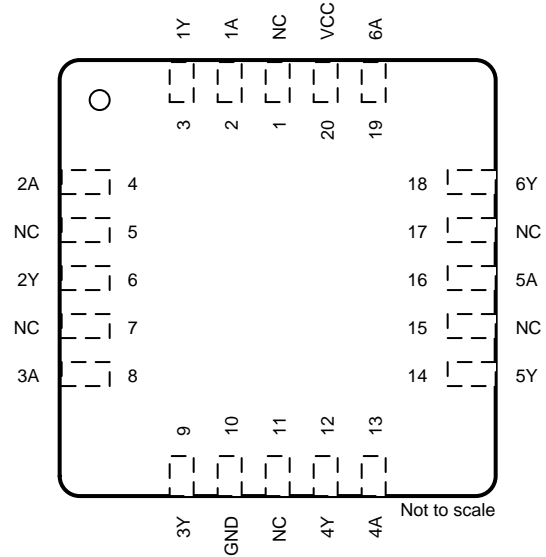 1Y 1A NC VCC 6A
3 2 1 20 19
2A 4 18 6Y
NC 5 17 NC
2Y 6 16 5A
NC 7 15 NC
3A 8 14 5Y
9 10 11 12 13
3Y GND NC 4Y 4A
Not to scale